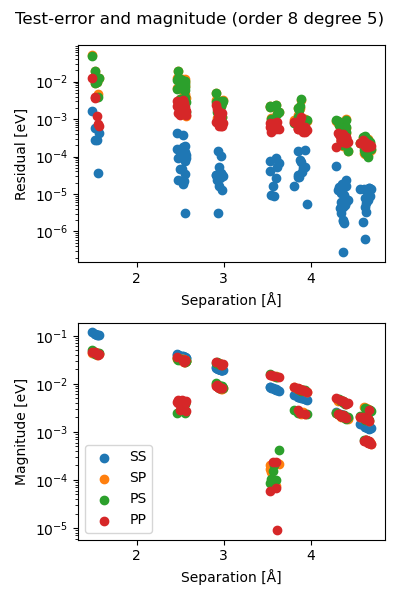 Test-error and magnitude (order 8 degree 5)
Residual [eV]
10⁻²
10⁻³
10⁻⁴
10⁻⁵
10⁻⁶
2
3
4
Separation [Å]
Magnitude [eV]
10⁻¹
10⁻²
10⁻³
10⁻⁴
10⁻⁵
SS
SP
PS
PP
2
3
4
Separation [Å]